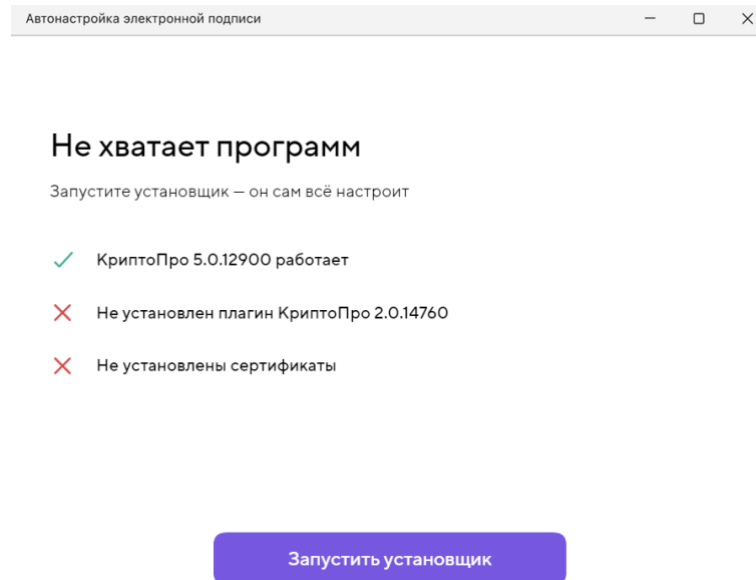 Автонастройка электронной подписи
Не хватает программ
Запустите установщик — он сам всё настроит
КриптоПро 5.0.12900 работает
Не установлен плагин КриптоПро 2.0.14760
Не установлены сертификаты
Запустить установщик